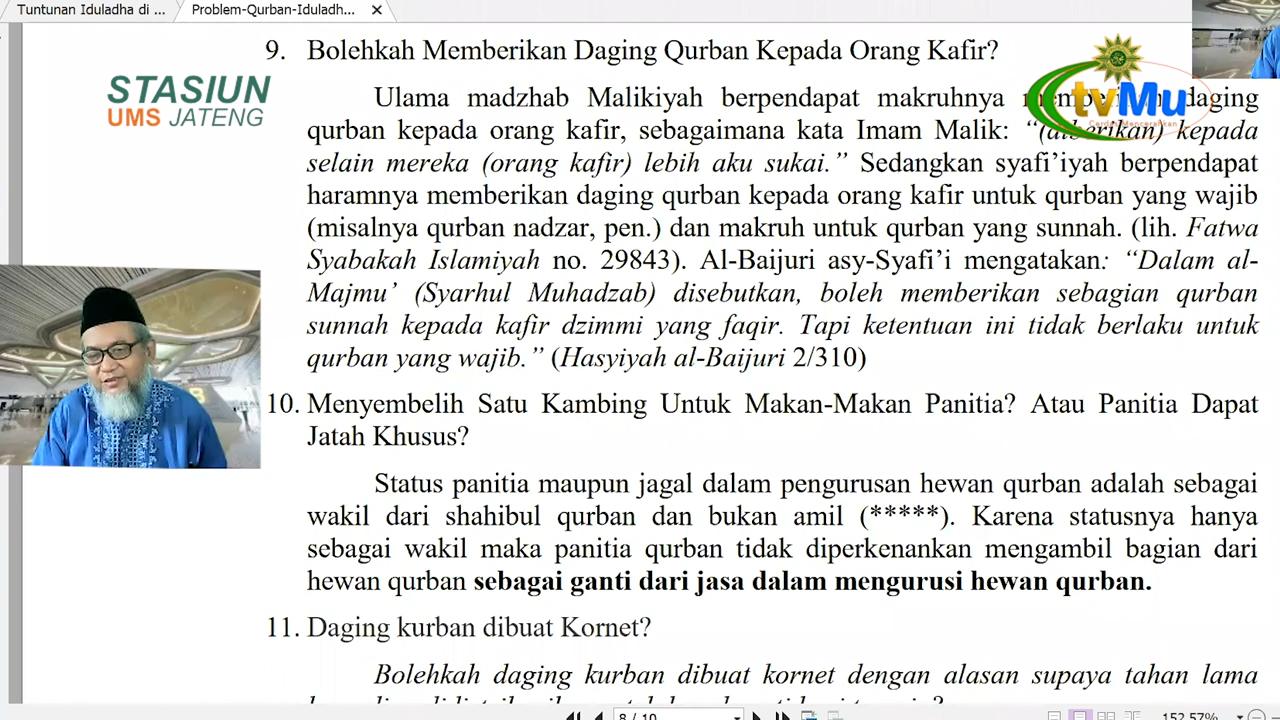 Tuntunan Iduladha di ...
Problem-Qurban-Iduladh...
9. Bolehkah Memberikan Daging Qurban Kepada Orang Kafir?
STASIUN
UMS JATENG
tvMu
Ulama madzhab Malikiyah berpendapat makruhnya memberikan daging
qurban kepada orang kafir, sebagaimana kata Imam Malik: “(diberikan) kepada
selain mereka (orang kafir) lebih aku sukai.” Sedangkan syafi’iyah berpendapat
haramnya memberikan daging qurban kepada orang kafir untuk qurban yang wajib
(misalnya qurban nadzar, pen.) dan makruh untuk qurban yang sunnah. (lih. Fatwa
Syabakah Islamiyah no. 29843). Al-Baijuri asy-Syafi’i mengatakan: “Dalam al-
Majmu’ (Syarhul Muhadzab) disebutkan, boleh memberikan sebagian qurban
sunnah kepada kafir dzimmi yang faqir. Tapi ketentuan ini tidak berlaku untuk
qurban yang wajib.” (Hasyiyah al-Baijuri 2/310)
10. Menyembelih Satu Kambing Untuk Makan-Makan Panitia? Atau Panitia Dapat
Jatah Khusus?
Status panitia maupun jagal dalam pengurusan hewan qurban adalah sebagai
wakil dari shahibul qurban dan bukan amil (*****). Karena statusnya hanya
sebagai wakil maka panitia qurban tidak diperkenankan mengambil bagian dari
hewan qurban sebagai ganti dari jasa dalam mengurusi hewan qurban.
11. Daging kurban dibuat Kornet?
Bolehkah daging kurban dibuat kornet dengan alasan supaya tahan lama
8 / 10
152,57%